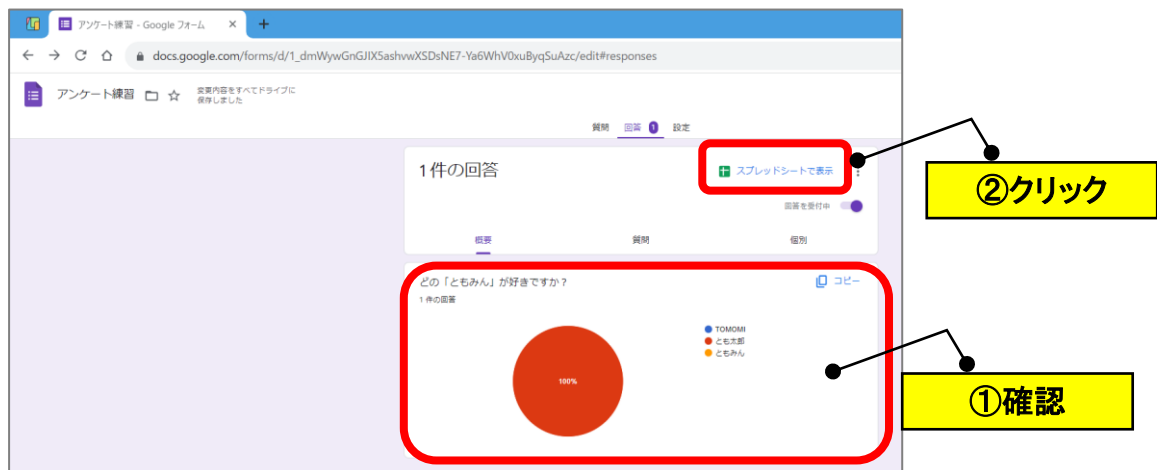 アンケート練習 - Google フォーム
docs.google.com/forms/d/1_dmWywGnGJIX5ashvwXSDsNE7-Ya6WhV0xuByqSuAzc/edit#responses
アンケート練習
変更内容をすべてドライブに
保存しました
質問 回答 1 設定
1件の回答
スプレッドシートで表示
②クリック
回答を受付中
概要 質問 個別
どの「ともみん」が好きですか？
コピー
1 件の回答
TOMOMI
とも太郎
ともみん
100%
①確認